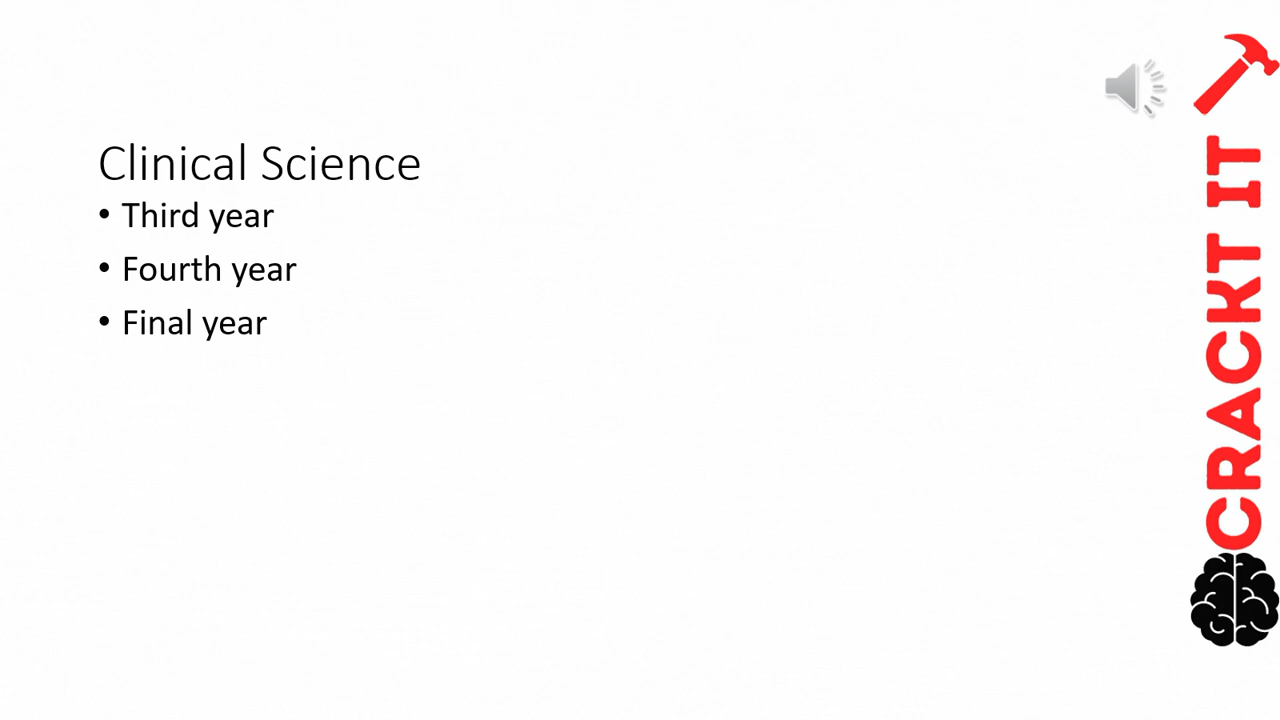 Clinical Science
• Third year
• Fourth year
• Final year
CRACKT IT